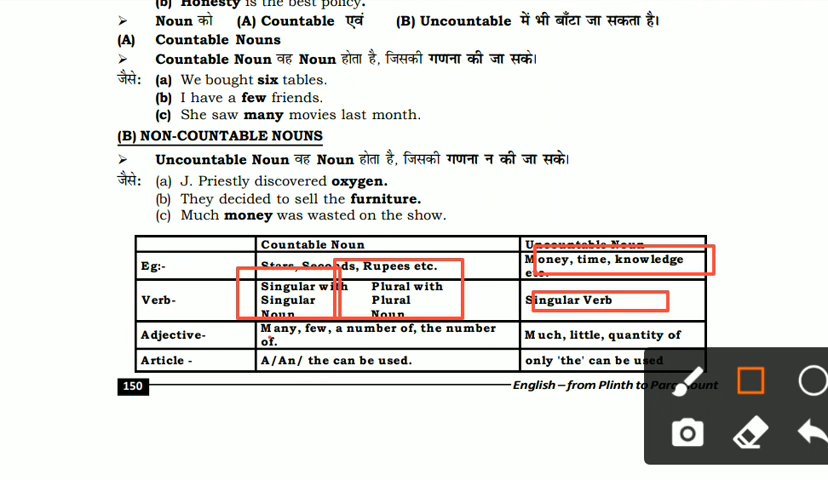 (b) Honesty is the best policy.
➤ Noun को (A) Countable एवं (B) Uncountable में भी बाँटा जा सकता है।
(A) Countable Nouns
➤ Countable Noun वह Noun होता है, जिसकी गणना की जा सके।
जैसे: (a) We bought six tables.
(b) I have a few friends.
(c) She saw many movies last month.
(B) NON-COUNTABLE NOUNS
➤ Uncountable Noun वह Noun होता है, जिसकी गणना न की जा सके।
जैसे: (a) J. Priestly discovered oxygen.
(b) They decided to sell the furniture.
(c) Much money was wasted on the show.
Countable Noun Uncountable Noun
Eg:- Stars, Seconds, Rupees etc. Money, time, knowledge
etc.
Singular with Plural with
Verb- Singular Plural Singular Verb
Noun Noun
Adjective- Many, few, a number of, the number Much, little, quantity of
of.
Article - A/An/ the can be used. only 'the' can be used
150 English – from Plinth to Paramount